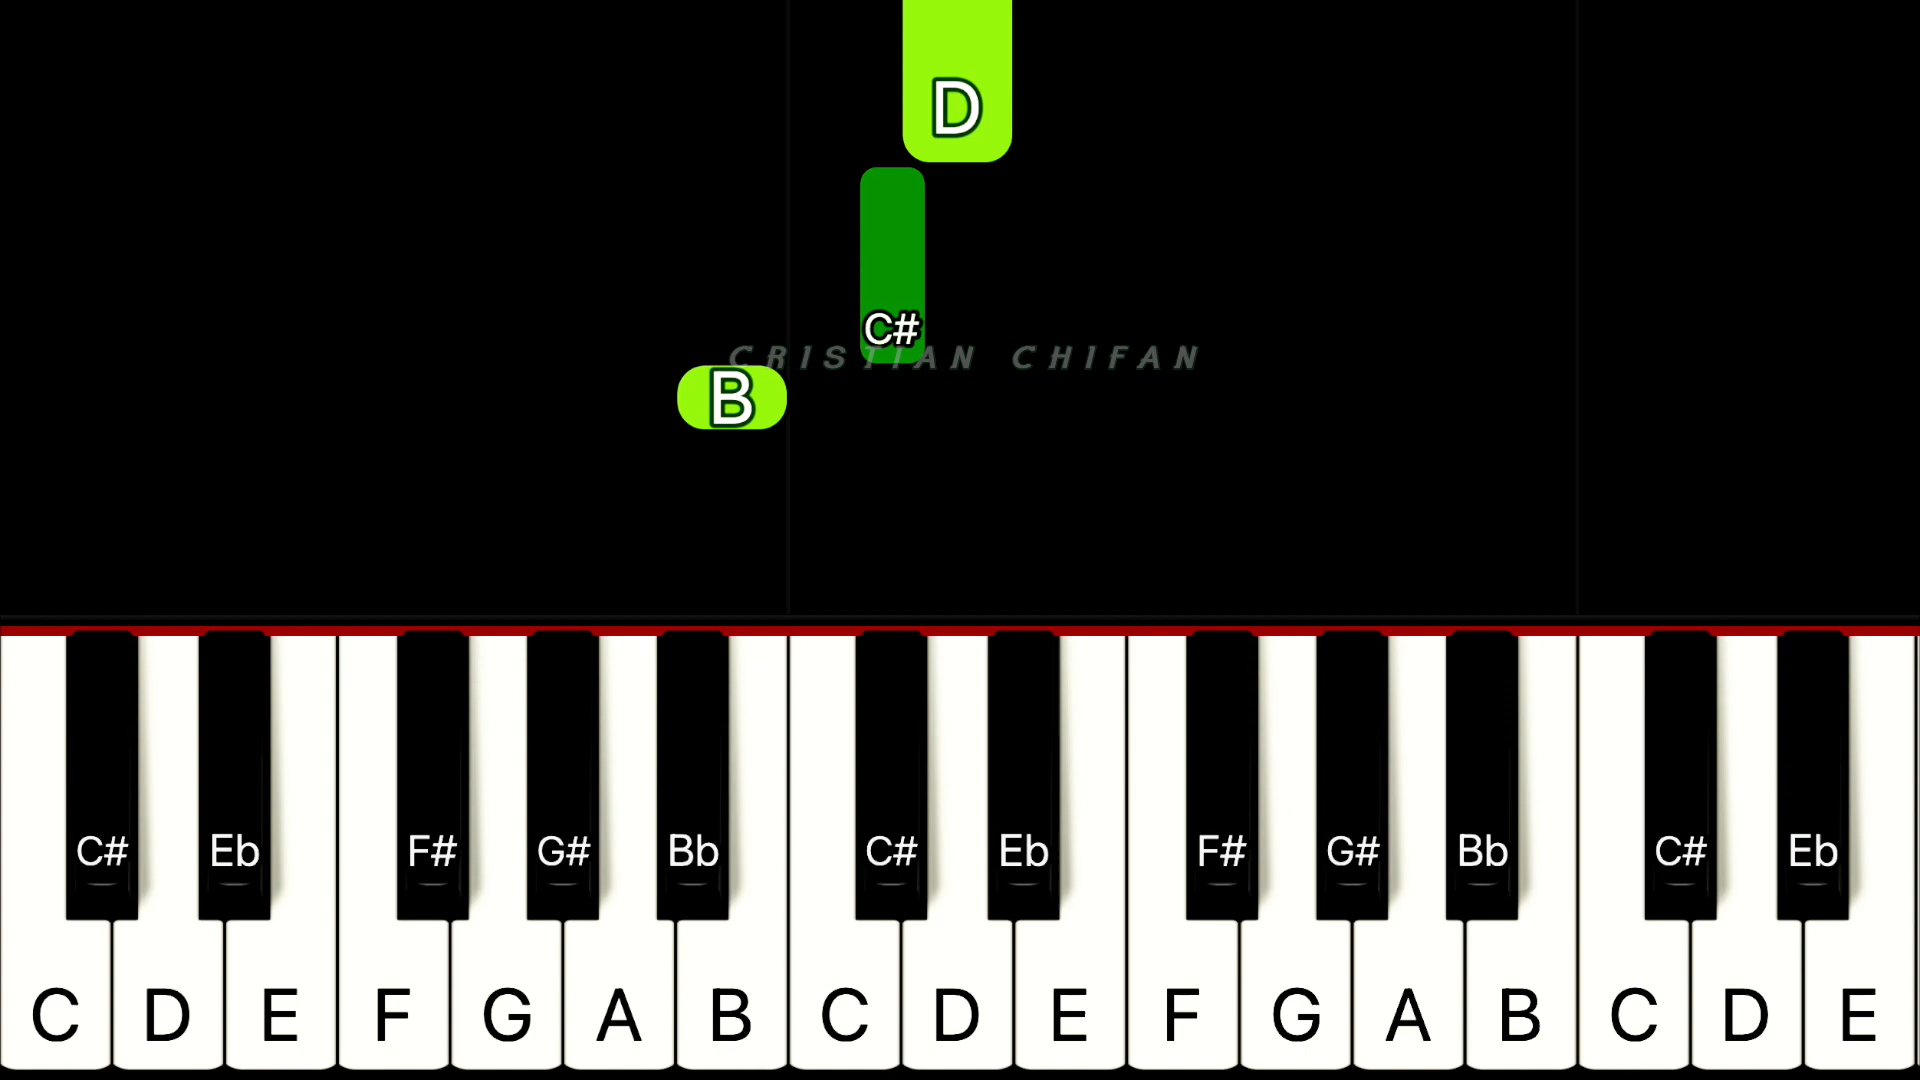 D
C#
CRISTIAN CHIFAN
B
C# Eb F# G# Bb C# Eb F# G# Bb C# Eb
C D E F G A B C D E F G A B C D E